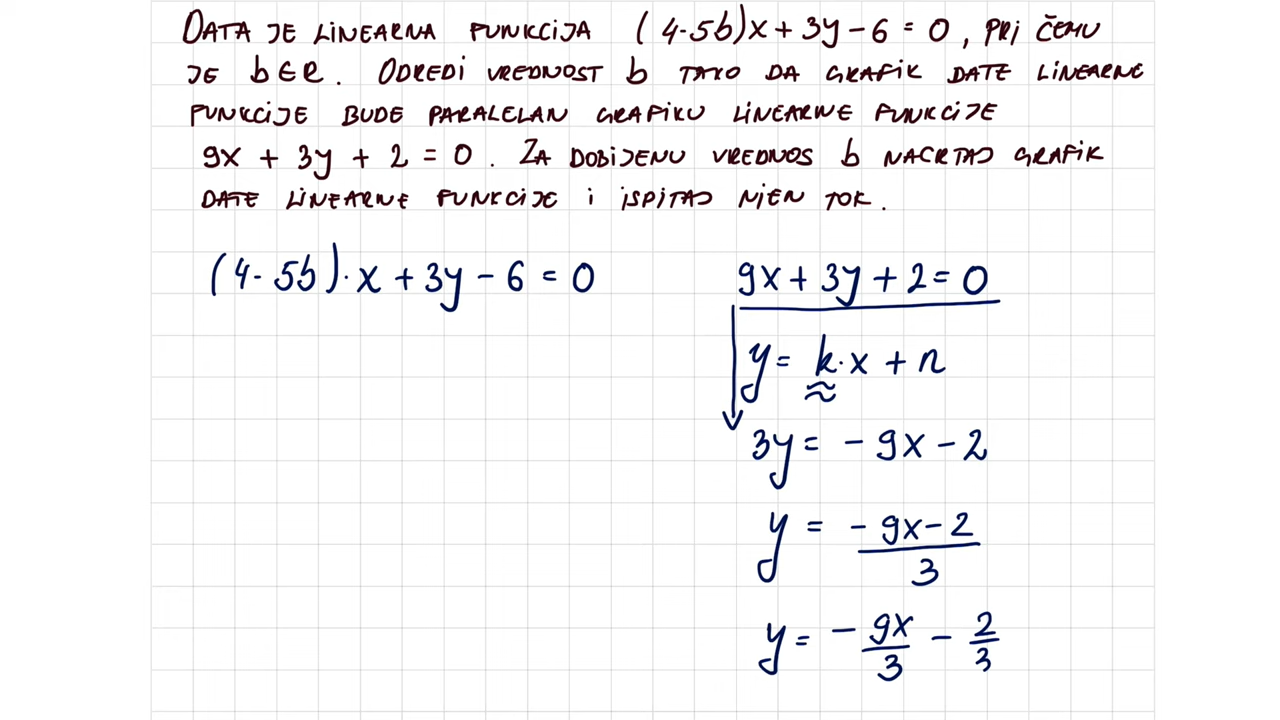 DATA JE LINEARNA FUNKCIJA (4-5b)x + 3y - 6 = 0, PRI ČEMU
JE b ∈ R. ODREDI VREDNOST b TAKO DA GRAFIK DATE LINEARNE
FUNKCIJE BUDE PARALELAN GRAFIKU LINEARNE FUNKCIJE
9x + 3y + 2 = 0. ZA DOBIJENU VREDNOS b NACRTAJ GRAFIK
DATE LINEARNE FUNKCIJE i ISPITAJ NJEN TOK.
(4-5b)·x + 3y - 6 = 0
9x + 3y + 2 = 0
y = k·x + n
3y = -9x - 2
y = (-9x - 2)/3
y = -9x/3 - 2/3